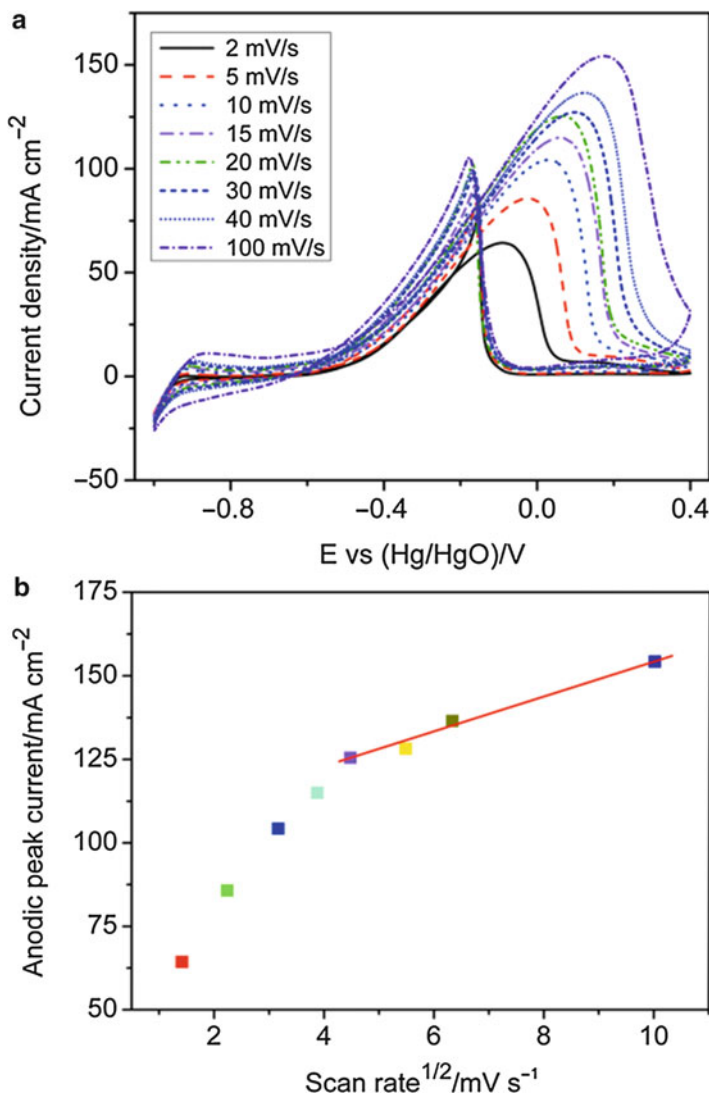 a
150
100
50
0
−50
Current density/mA cm⁻²
2 mV/s
5 mV/s
10 mV/s
15 mV/s
20 mV/s
30 mV/s
40 mV/s
100 mV/s
−0.8
−0.4
0.0
0.4
E vs (Hg/HgO)/V
b
175
150
125
100
75
50
Anodic peak current/mA cm⁻²
2
4
6
8
10
Scan rate¹ᐟ²/mV s⁻¹